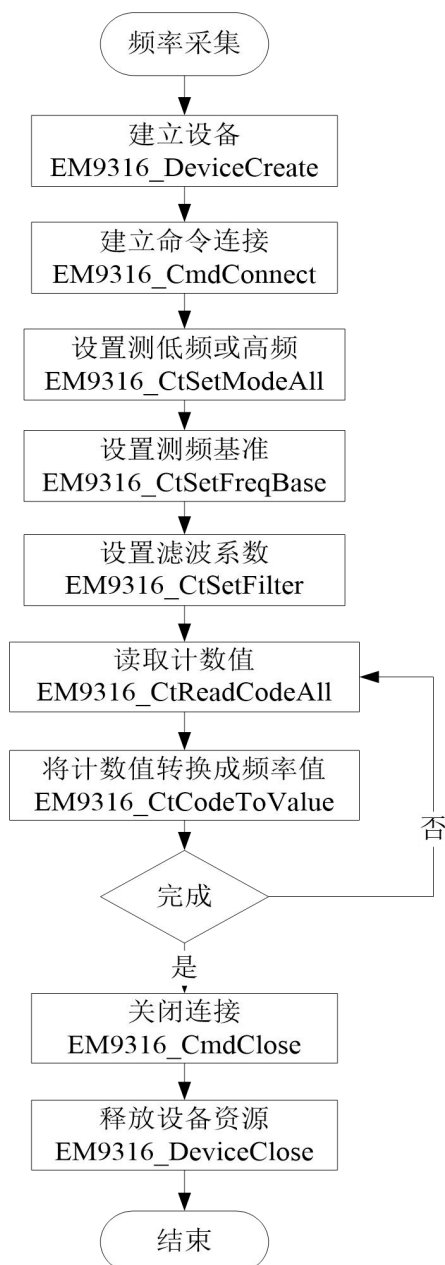 频率采集
建立设备
EM9316_DeviceCreate
建立命令连接
EM9316_CmdConnect
设置测低频或高频
EM9316_CtSetModeAll
设置测频基准
EM9316_CtSetFreqBase
设置滤波系数
EM9316_CtSetFilter
读取计数值
EM9316_CtReadCodeAll
将计数值转换成频率值
EM9316_CtCodeToValue
否
完成
是
关闭连接
EM9316_CmdClose
释放设备资源
EM9316_DeviceClose
结束